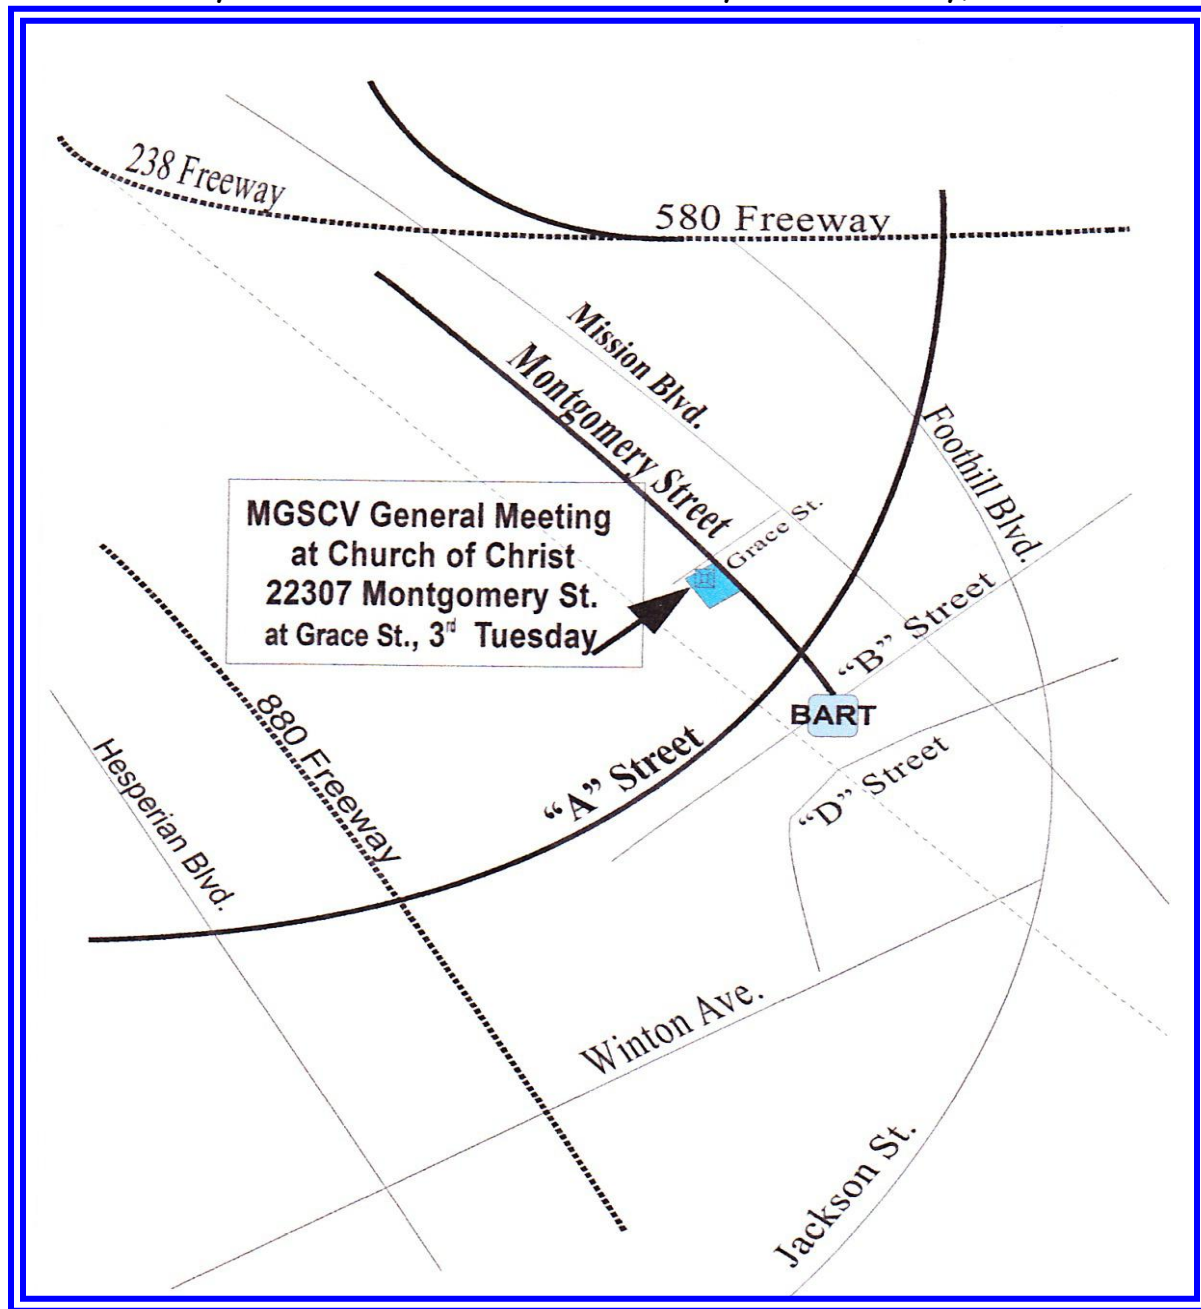 238 Freeway
580 Freeway
Mission Blvd.
Montgomery Street
Foothill Blvd.
Grace St.
MGSCV General Meeting
at Church of Christ
22307 Montgomery St.
at Grace St., 3rd Tuesday
“B” Street
BART
880 Freeway
“A” Street
“D” Street
Hesperian Blvd.
Winton Ave.
Jackson St.